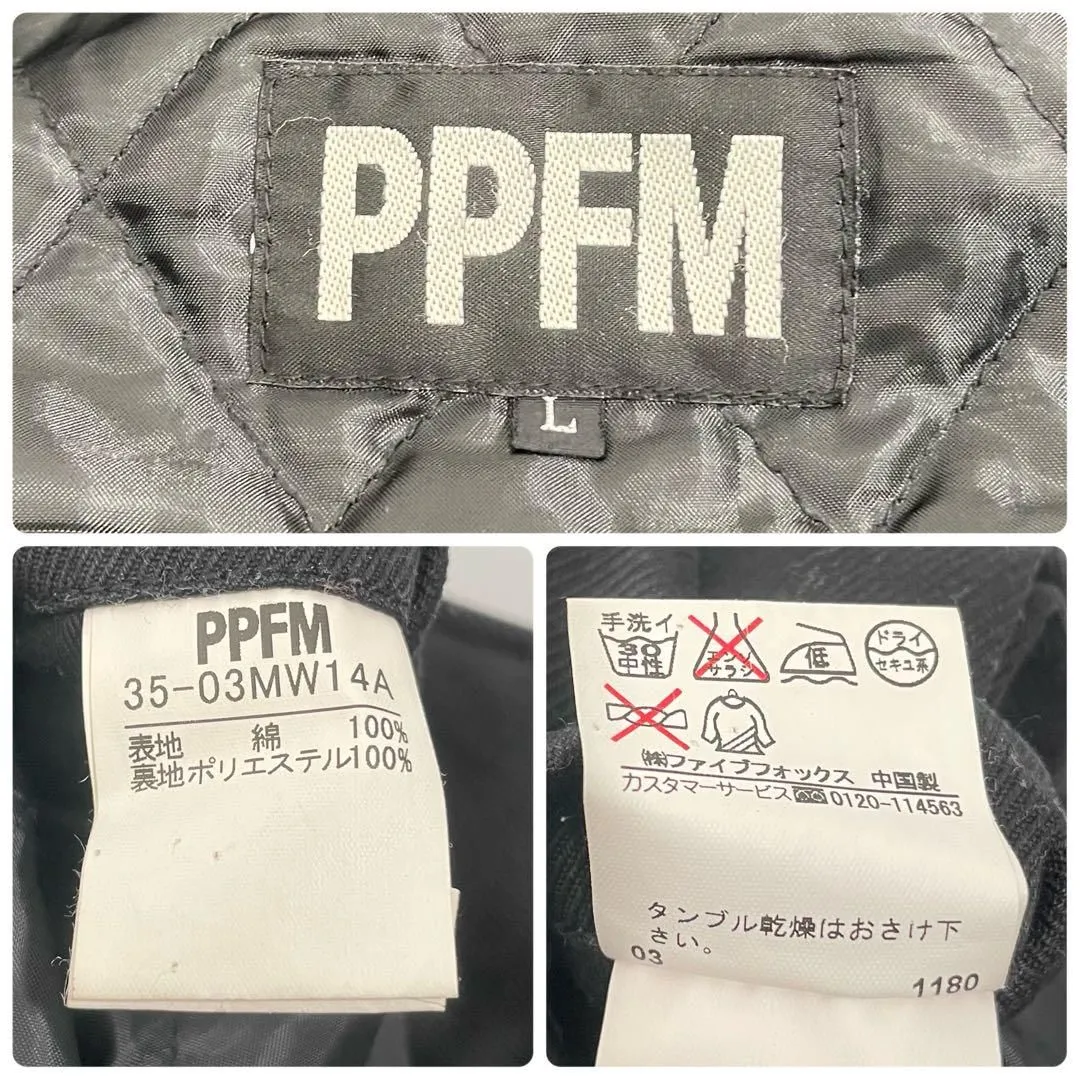 PPFM
L
PPFM
35-03MW14A
表地 綿 100%
裏地ポリエステル100%
手洗イ
30
中性
エンソ
サラシ
低
ドライ
セキユ系
(株)ファイブフォックス 中国製
カスタマーサービス 0120-114563
タンブル乾燥はおさけ下
さい。
03
1180